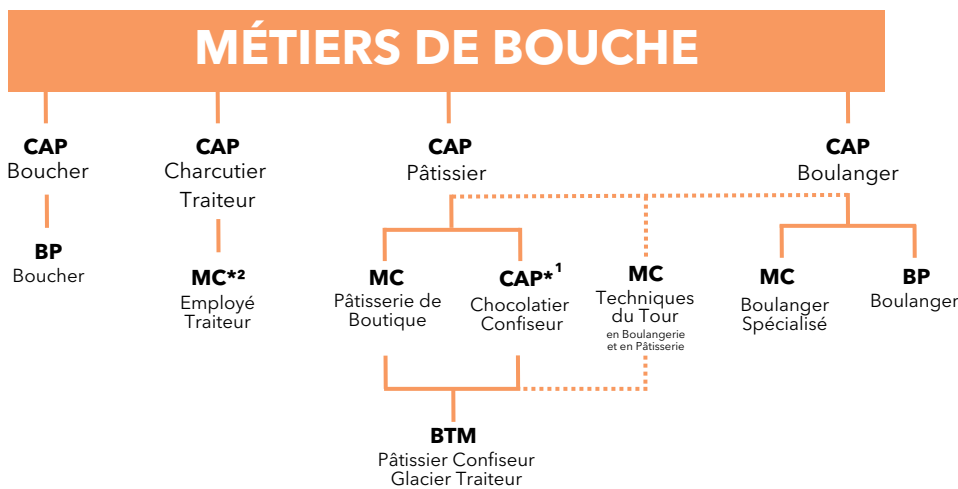 MÉTIERS DE BOUCHE
CAP
Boucher
CAP
Charcutier
Traiteur
CAP
Pâtissier
CAP
Boulanger
BP
Boucher
MC*²
Employé
Traiteur
MC
Pâtisserie de
Boutique
CAP*¹
Chocolatier
Confiseur
MC
Techniques
du Tour
en Boulangerie
et en Pâtisserie
MC
Boulanger
Spécialisé
BP
Boulanger
BTM
Pâtissier Confiseur
Glacier Traiteur